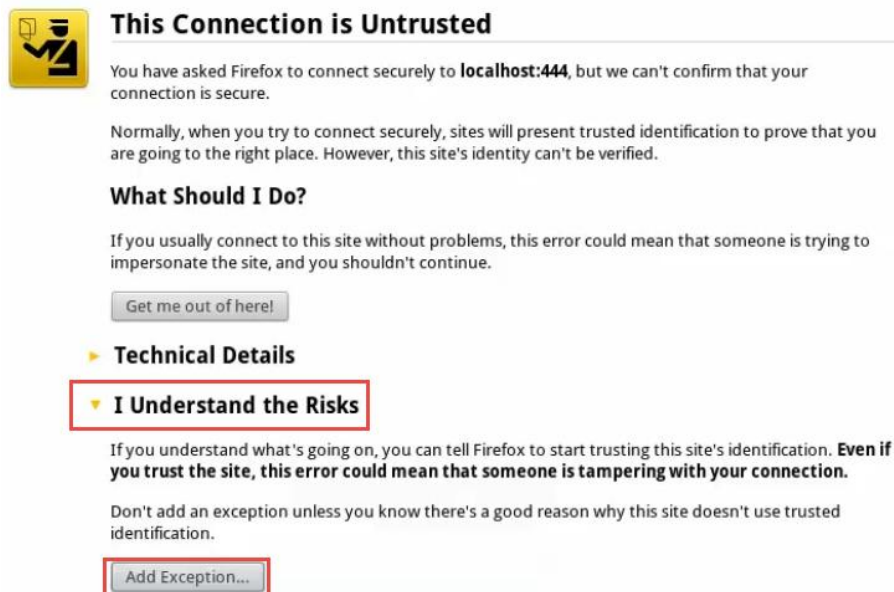 This Connection is Untrusted
You have asked Firefox to connect securely to localhost:444, but we can't confirm that your
connection is secure.
Normally, when you try to connect securely, sites will present trusted identification to prove that you
are going to the right place. However, this site's identity can't be verified.
What Should I Do?
If you usually connect to this site without problems, this error could mean that someone is trying to
impersonate the site, and you shouldn't continue.
Get me out of here!
Technical Details
I Understand the Risks
If you understand what's going on, you can tell Firefox to start trusting this site's identification. Even if
you trust the site, this error could mean that someone is tampering with your connection.
Don't add an exception unless you know there's a good reason why this site doesn't use trusted
identification.
Add Exception...